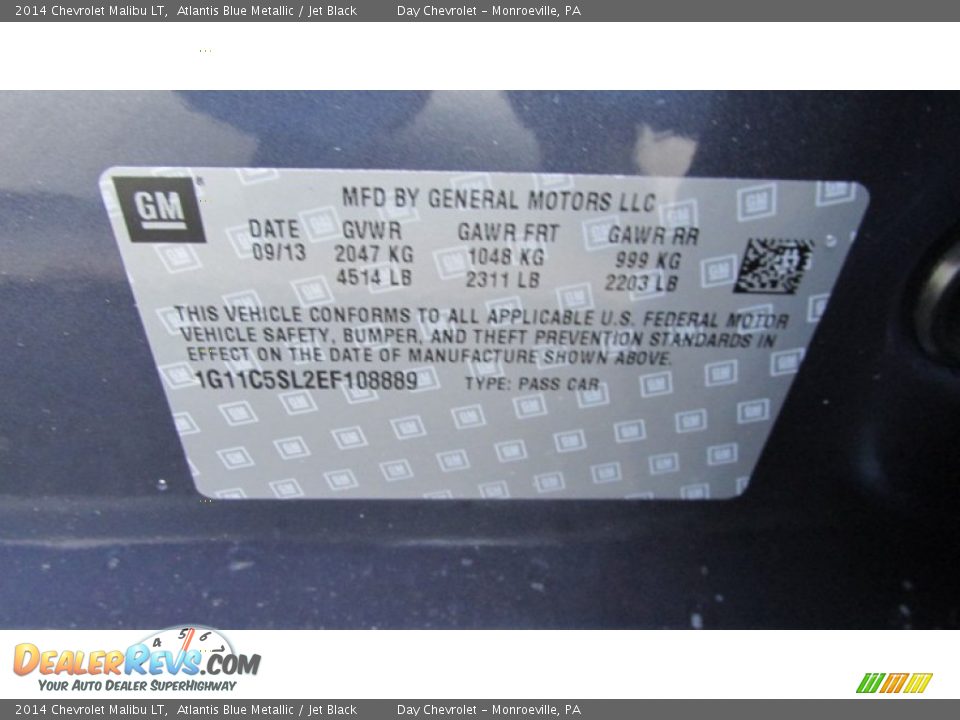 2014 Chevrolet Malibu LT, Atlantis Blue Metallic / Jet Black Day Chevrolet – Monroeville, PA
GM
MFD BY GENERAL MOTORS LLC
DATE GVWR GAWR FRT GAWR RR
09/13 2047 KG 1048 KG 999 KG
4514 LB 2311 LB 2203 LB
THIS VEHICLE CONFORMS TO ALL APPLICABLE U.S. FEDERAL MOTOR
VEHICLE SAFETY, BUMPER, AND THEFT PREVENTION STANDARDS IN
EFFECT ON THE DATE OF MANUFACTURE SHOWN ABOVE.
1G11C5SL2EF108889 TYPE: PASS CAR
4 5 6
DEALERREVS.COM
YOUR AUTO DEALER SUPERHIGHWAY
2014 Chevrolet Malibu LT, Atlantis Blue Metallic / Jet Black Day Chevrolet – Monroeville, PA